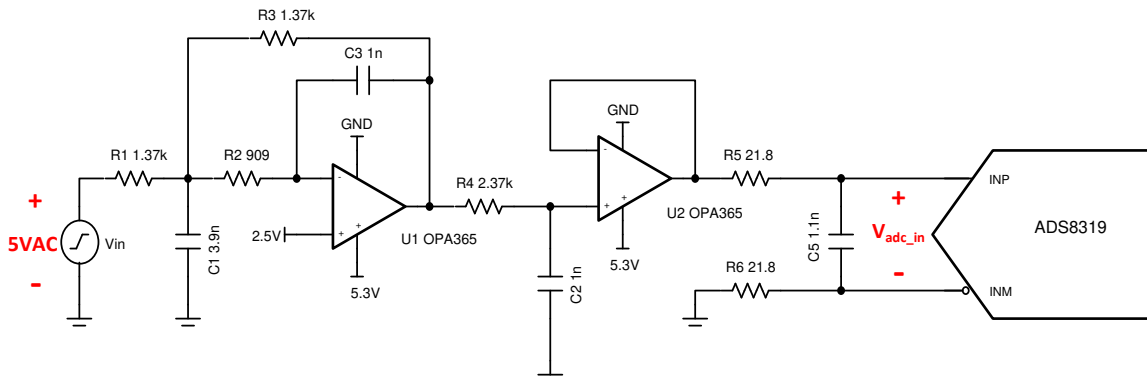 R3 1.37k
C3 1n
GND
GND
R1 1.37k
R2 909
R5 21.8
-
-
INP
+
R4 2.37k
+
+
+
+
+
ADS8319
5VAC
Vin
2.5V
U1 OPA365
U2 OPA365
Vadc_in
C1 3.9n
C5 1.1n
-
5.3V
5.3V
R6 21.8
-
INM
C2 1n